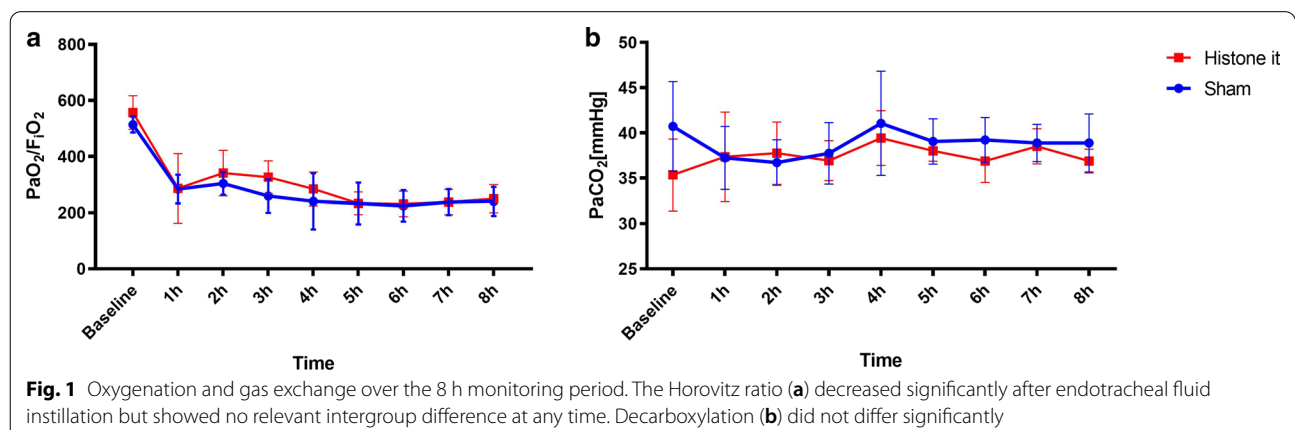 a
800
600
400
200
0
PaO2/FiO2
Baseline 1h 2h 3h 4h 5h 6h 7h 8h
Time
b
50
45
40
35
30
25
PaCO2[mmHg]
Baseline 1h 2h 3h 4h 5h 6h 7h 8h
Time
Histone it
Sham
Fig. 1 Oxygenation and gas exchange over the 8 h monitoring period. The Horovitz ratio (a) decreased significantly after endotracheal fluid
instillation but showed no relevant intergroup difference at any time. Decarboxylation (b) did not differ significantly